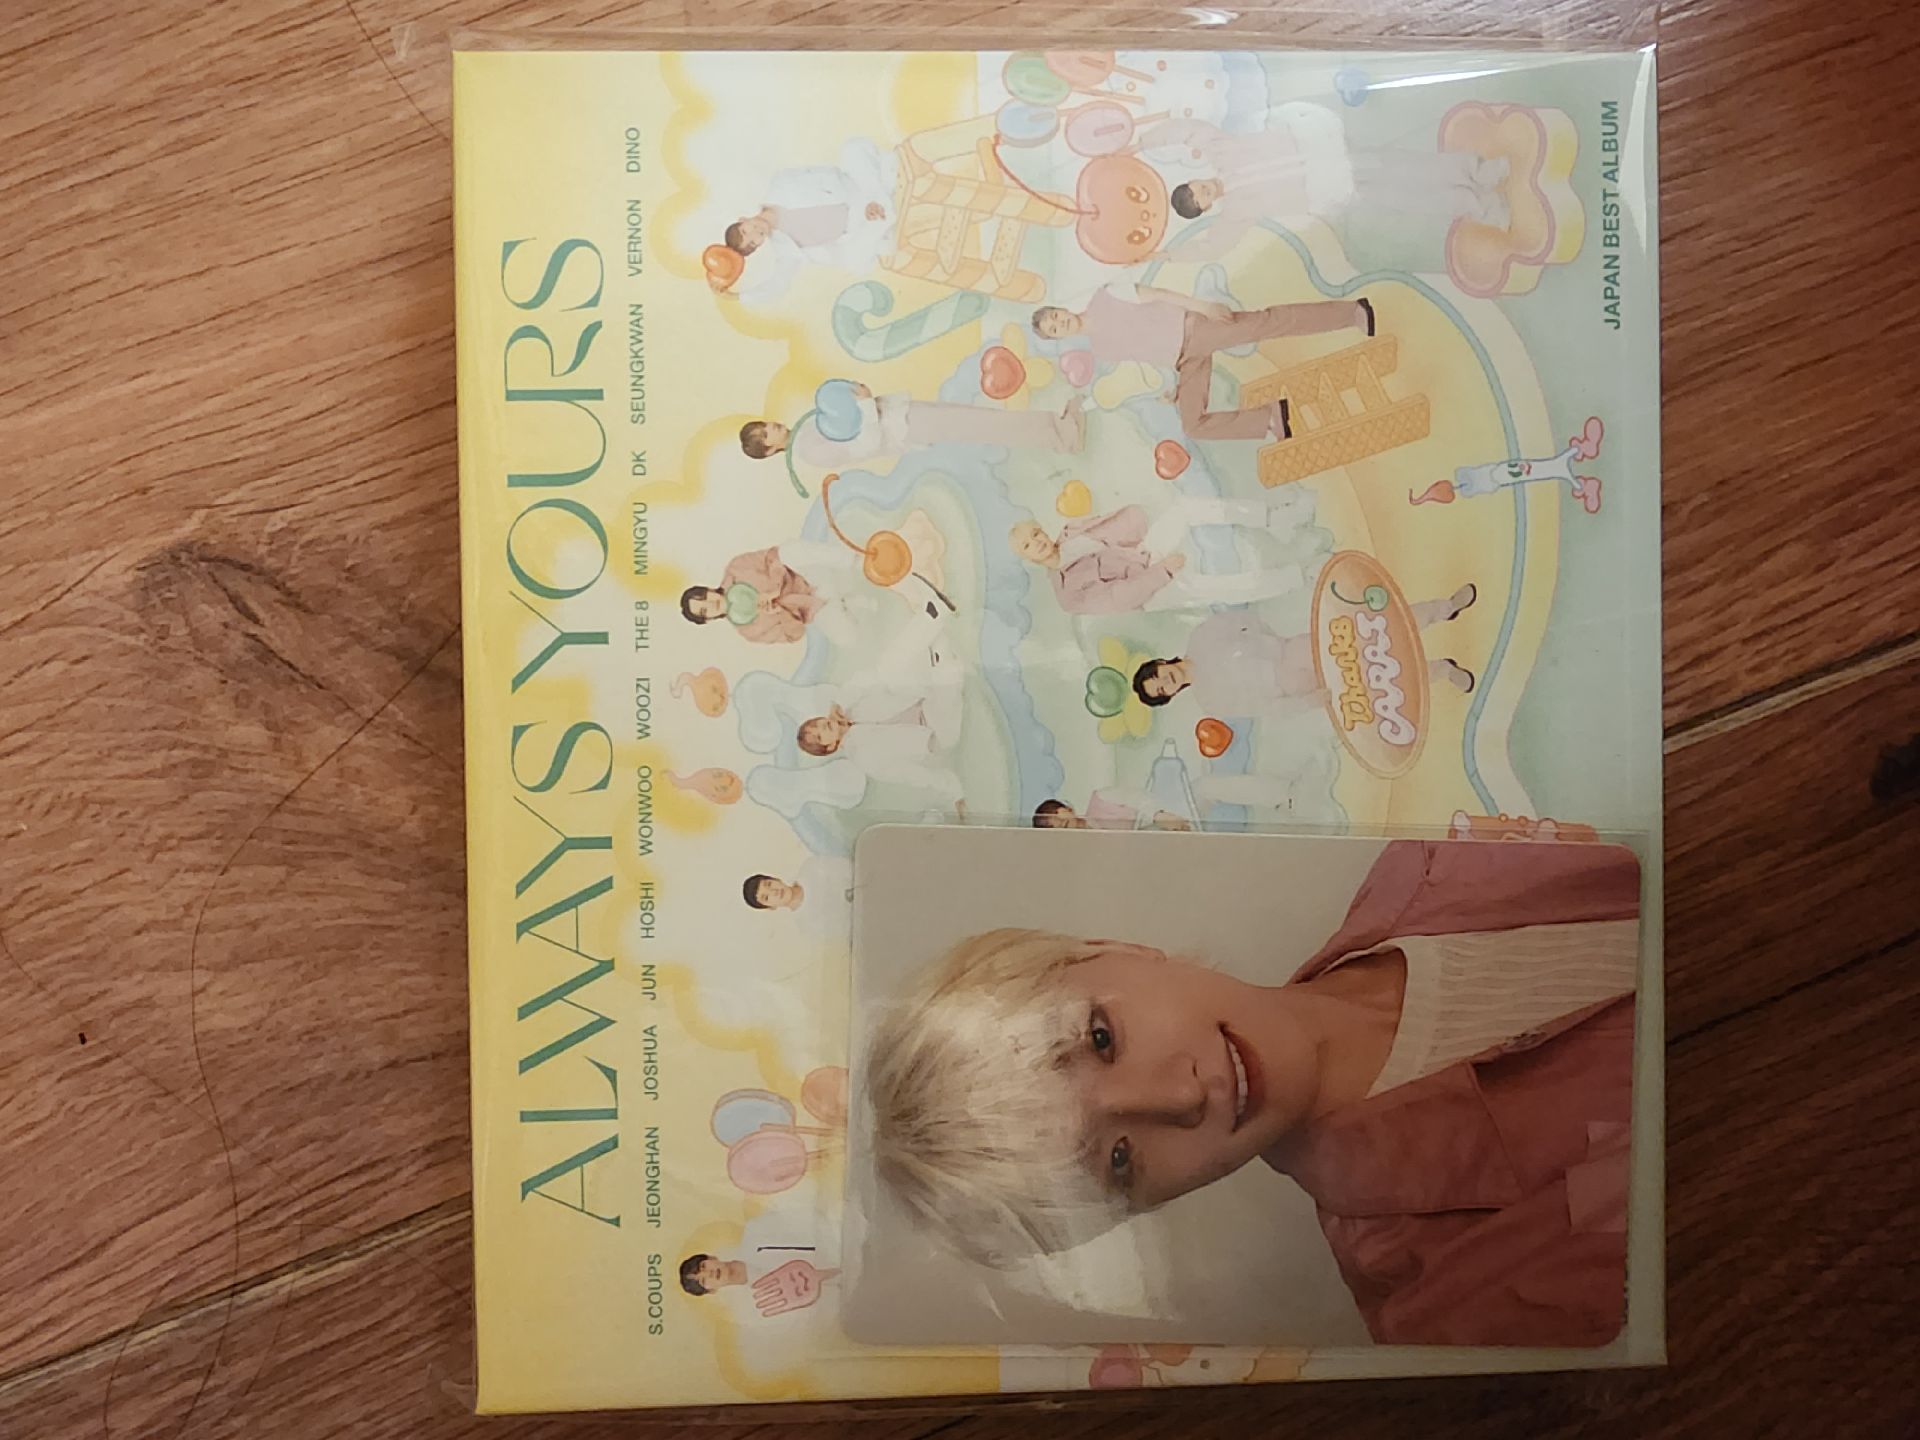 ALWAYS YOURS
S.COUPS JEONGHAN JOSHUA JUN HOSHI WONWOO WOOZI THE 8 MINGYU DK SEUNGKWAN VERNON DINO
Thanks
CARAT
JAPAN BEST ALBUM